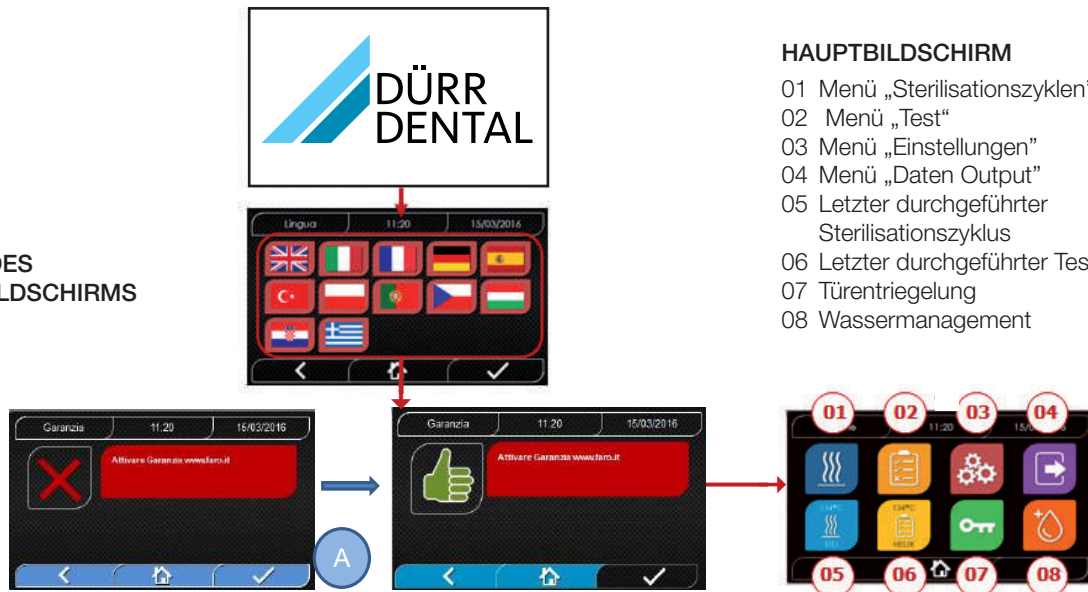 DÜRR
DENTAL
HAUPTBILDSCHIRM
01 Menü „Sterilisationszyklen“
02 Menü „Test“
03 Menü „Einstellungen”
04 Menü „Daten Output”
05 Letzter durchgeführter
Sterilisationszyklus
06 Letzter durchgeführter Tes
07 Türentriegelung
08 Wassermanagement
Lingua 11:20 15/03/2016
DES
LDSCHIRMS
Garanzia 11:20 15/03/2016
Attivare Garanzia www.faro.it
A
Garanzia 11:20 15/03/2016
Attivare Garanzia www.faro.it
01 02 03 04
11:20
134°C 134°C
HELIX
05 06 07 08